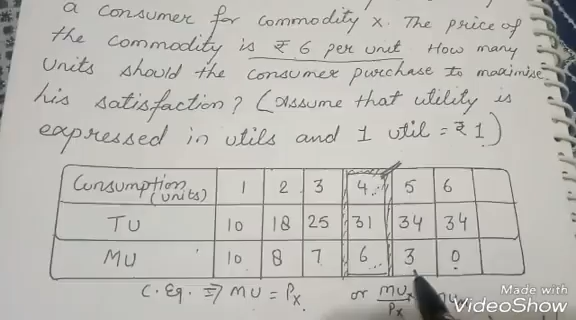 a consumer for commodity x. The price of
the commodity is ₹ 6 per unit How many
units should the consumer purchase to maximise
his satisfaction? (Assume that utility is
expressed in utils and 1 util = ₹ 1)
Consumption (units) 1 2 3 4 5 6
TU 10 18 25 31 34 34
MU 10 8 7 6 3 0
C. Eq. ⇒ MU = Px or MUx/Px
Made with
VideoShow